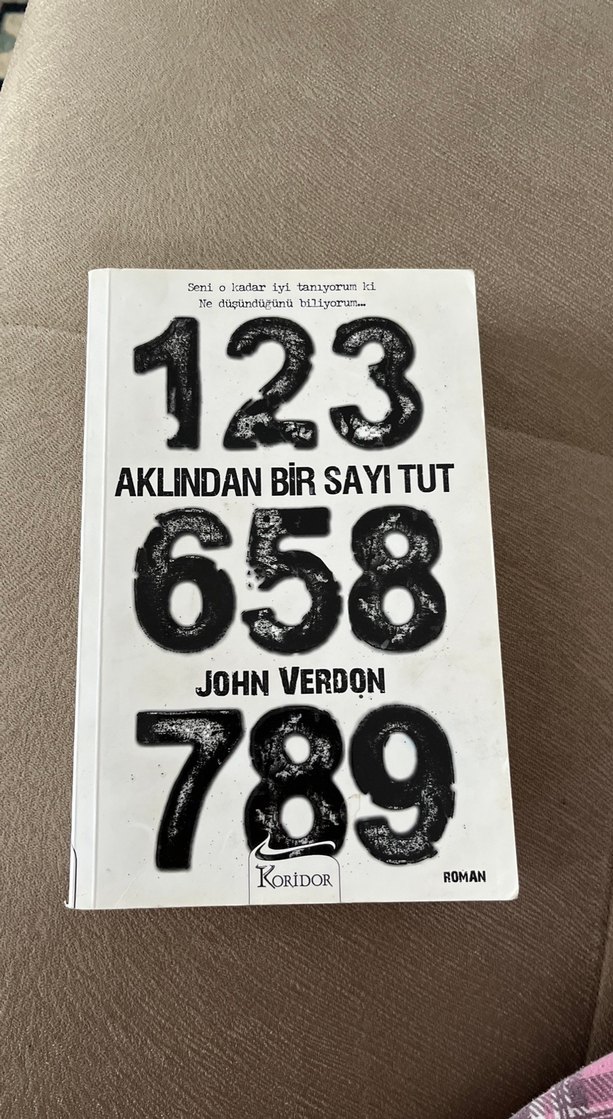 Seni o kadar iyi tanıyorum ki
Ne düşündüğünü biliyorum...
123
AKLINDAN BİR SAYI TUT
658
JOHN VERDON
789
KORİDOR
ROMAN